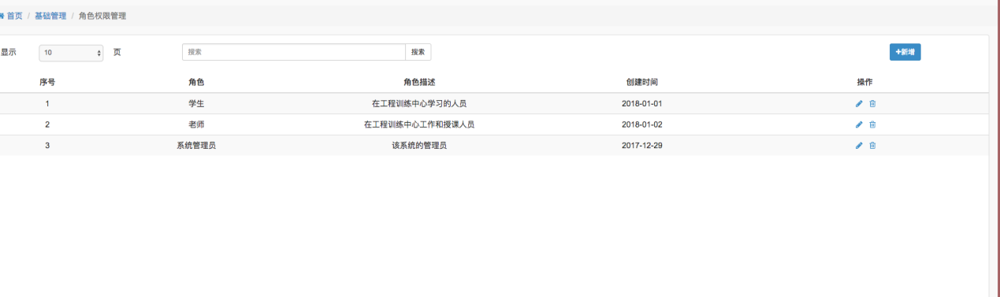 首页 / 基础管理 / 角色权限管理
显示 10 页 搜索 搜索 +新增
序号 角色 角色描述 创建时间 操作
1 学生 在工程训练中心学习的人员 2018-01-01
2 老师 在工程训练中心工作和授课人员 2018-01-02
3 系统管理员 该系统的管理员 2017-12-29